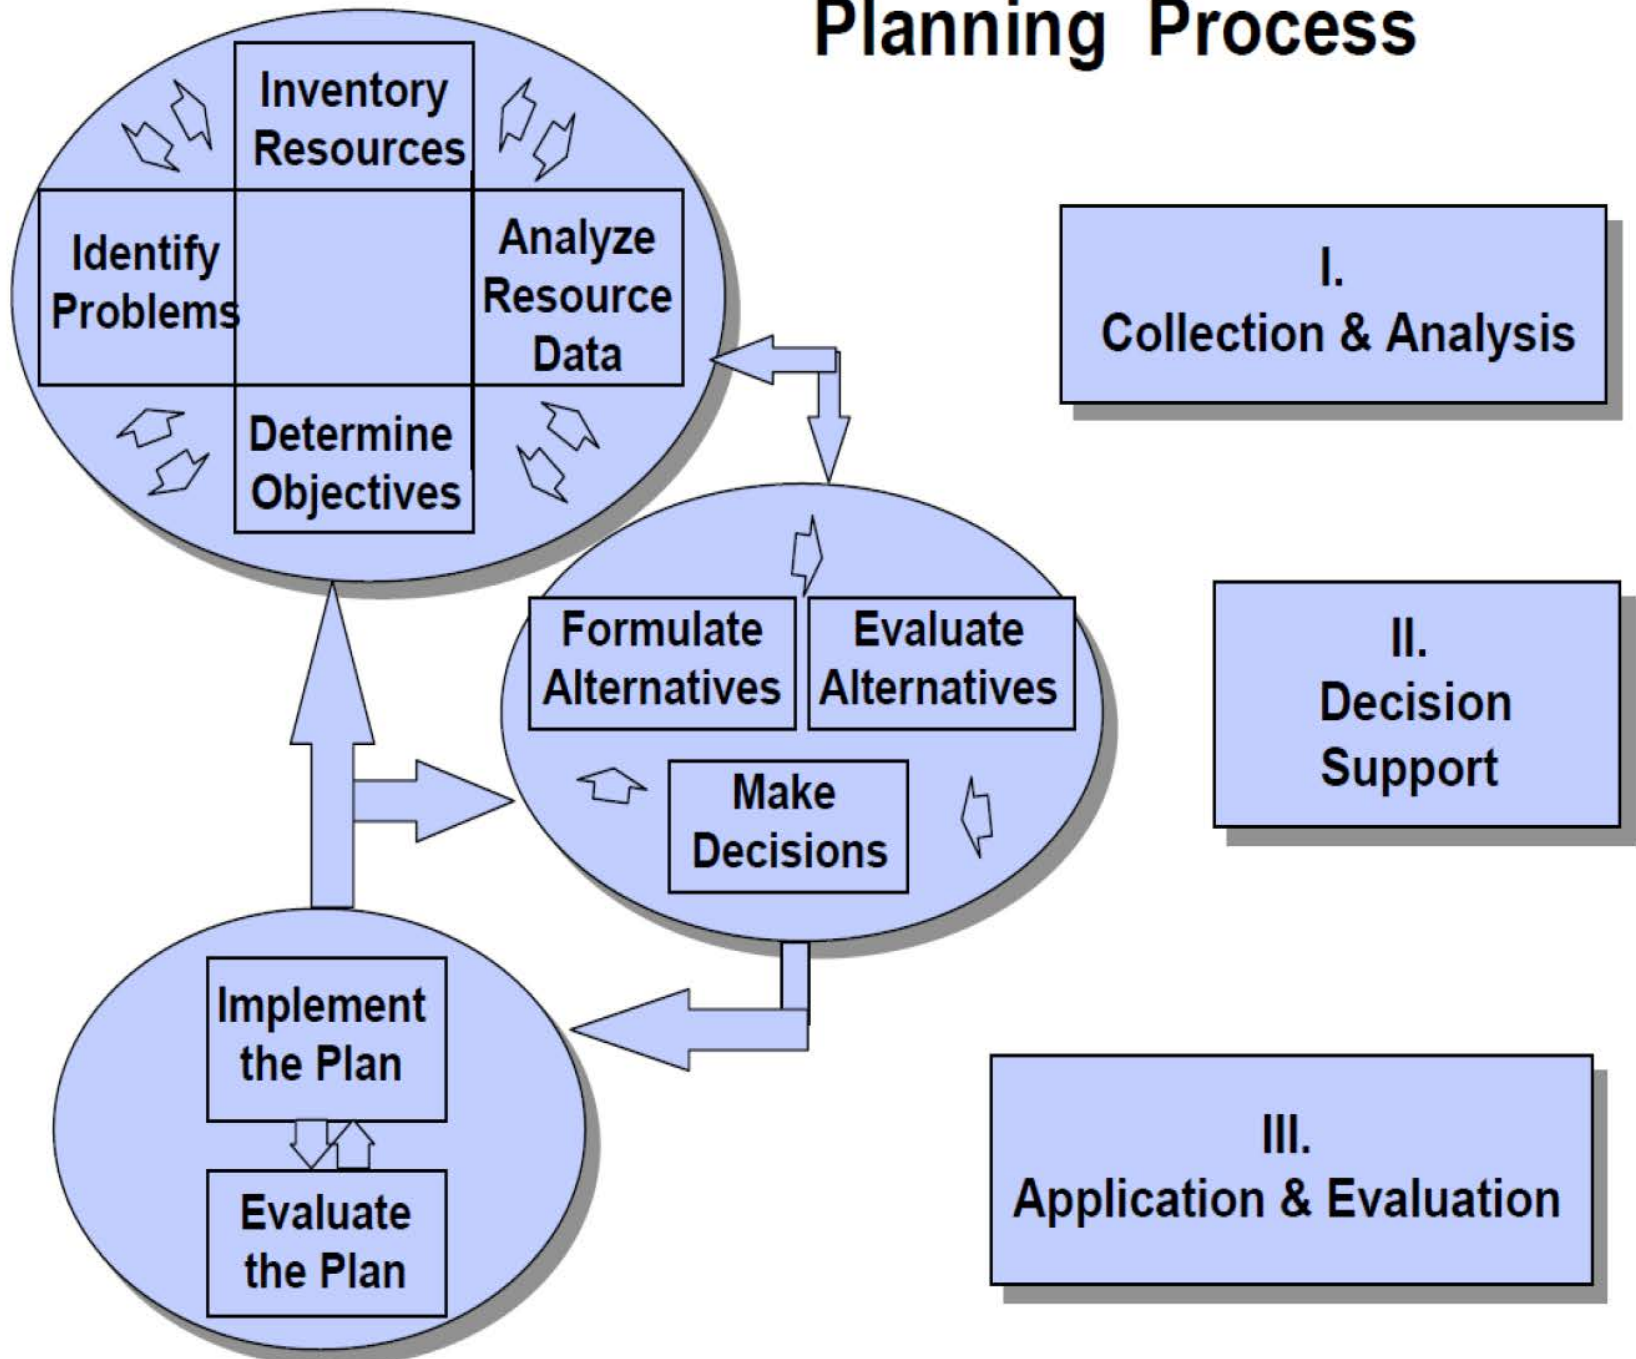 Planning Process
Inventory
Resources
Identify
Problems
Analyze
Resource
Data
Determine
Objectives
I.
Collection & Analysis
Formulate
Alternatives
Evaluate
Alternatives
Make
Decisions
II.
Decision
Support
Implement
the Plan
Evaluate
the Plan
III.
Application & Evaluation